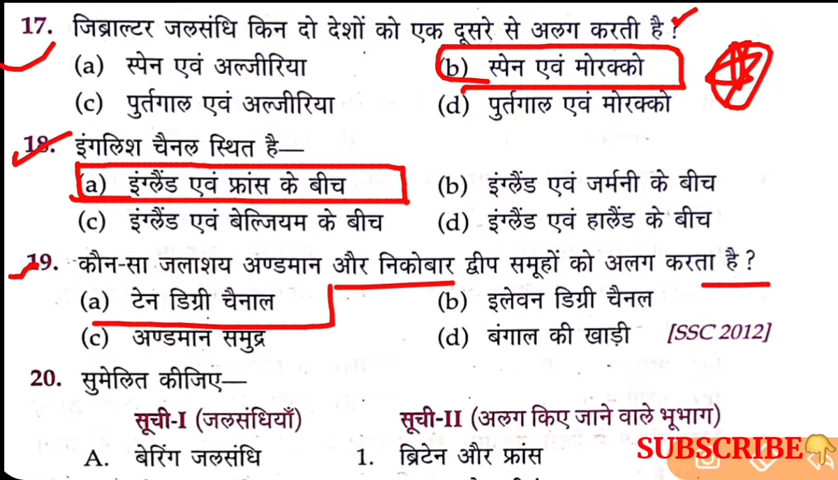 17. जिब्राल्टर जलसंधि किन दो देशों को एक दूसरे से अलग करती है?
(a) स्पेन एवं अल्जीरिया (b) स्पेन एवं मोरक्को
(c) पुर्तगाल एवं अल्जीरिया (d) पुर्तगाल एवं मोरक्को
18. इंगलिश चैनल स्थित है—
(a) इंग्लैंड एवं फ्रांस के बीच (b) इंग्लैंड एवं जर्मनी के बीच
(c) इंग्लैंड एवं बेल्जियम के बीच (d) इंग्लैंड एवं हालैंड के बीच
19. कौन-सा जलाशय अंण्डमान और निकोबार द्वीप समूहों को अलग करता है?
(a) टेन डिग्री चैनाल (b) इलेवन डिग्री चैनल
(c) अण्डमान समुद्र (d) बंगाल की खाड़ी [SSC 2012]
20. सुमेलित कीजिए—
सूची-I (जलसंधियाँ) सूची-II (अलग किए जाने वाले भूभाग)
A. बेरिंग जलसंधि 1. ब्रिटेन और फ्रांस
SUBSCRIBE